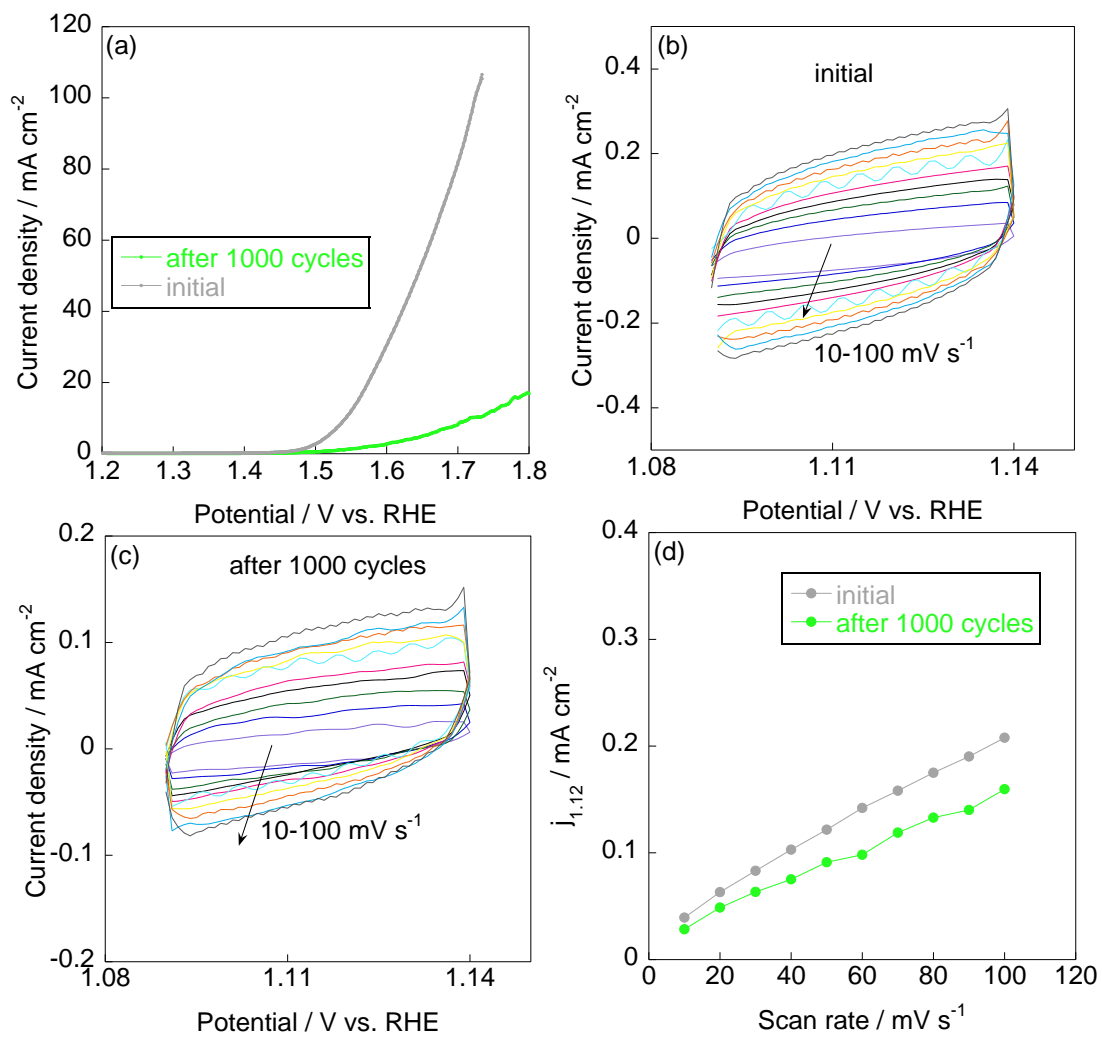 (a)
120
100
80
60
40
20
0
Current density / mA cm⁻²
after 1000 cycles
initial
1.2 1.3 1.4 1.5 1.6 1.7 1.8
Potential / V vs. RHE
(b)
initial
0.4
0.2
0
-0.2
-0.4
Current density / mA cm⁻²
10-100 mV s⁻¹
1.08 1.11 1.14
Potential / V vs. RHE
(c)
after 1000 cycles
0.2
0.1
0
-0.1
-0.2
Current density / mA cm⁻²
10-100 mV s⁻¹
1.08 1.11 1.14
Potential / V vs. RHE
(d)
initial
after 1000 cycles
0.4
0.3
0.2
0.1
0
j₁.₁₂ / mA cm⁻²
0 20 40 60 80 100 120
Scan rate / mV s⁻¹